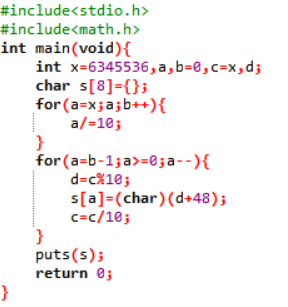 #include<stdio.h>
#include<math.h>
int main(void){
    int x=6345536,a,b=0,c=x,d;
    char s[8]={};
    for(a=x;a;b++){
        a/=10;
    }
    for(a=b-1;a>=0;a--){
        d=c%10;
        s[a]=(char)(d+48);
        c=c/10;
    }
    puts(s);
    return 0;
}